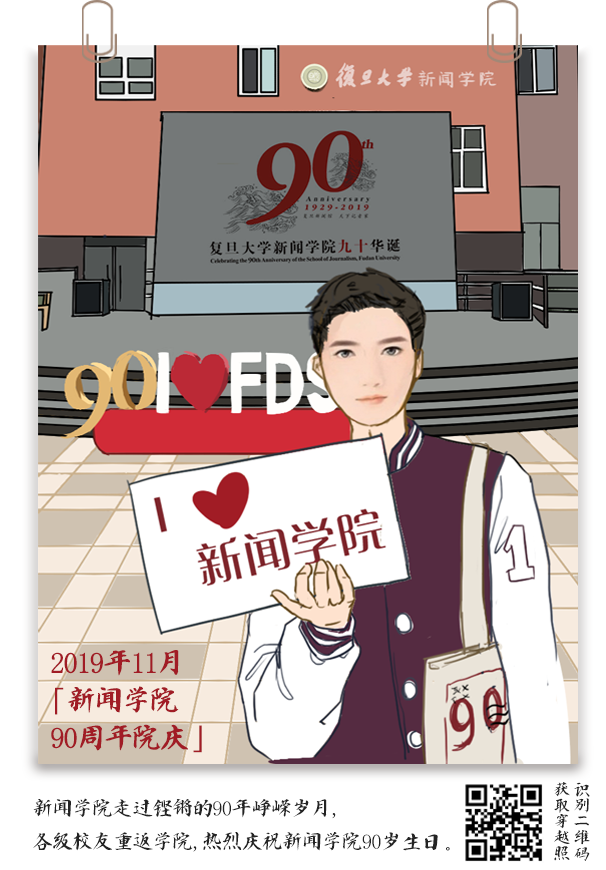 復旦大学 新闻学院
90th
Anniversary
1929-2019
复旦大学新闻学院九十华诞
Celebrating the 90th Anniversary of the School of Journalism, Fudan University
90 I FDS
I
新闻学院
1
90
2019年11月
「新闻学院
90周年院庆」
新闻学院走过铿锵的90年峥嵘岁月,
各级校友重返学院,热烈庆祝新闻学院90岁生日。
识别二维码
获取穿越照